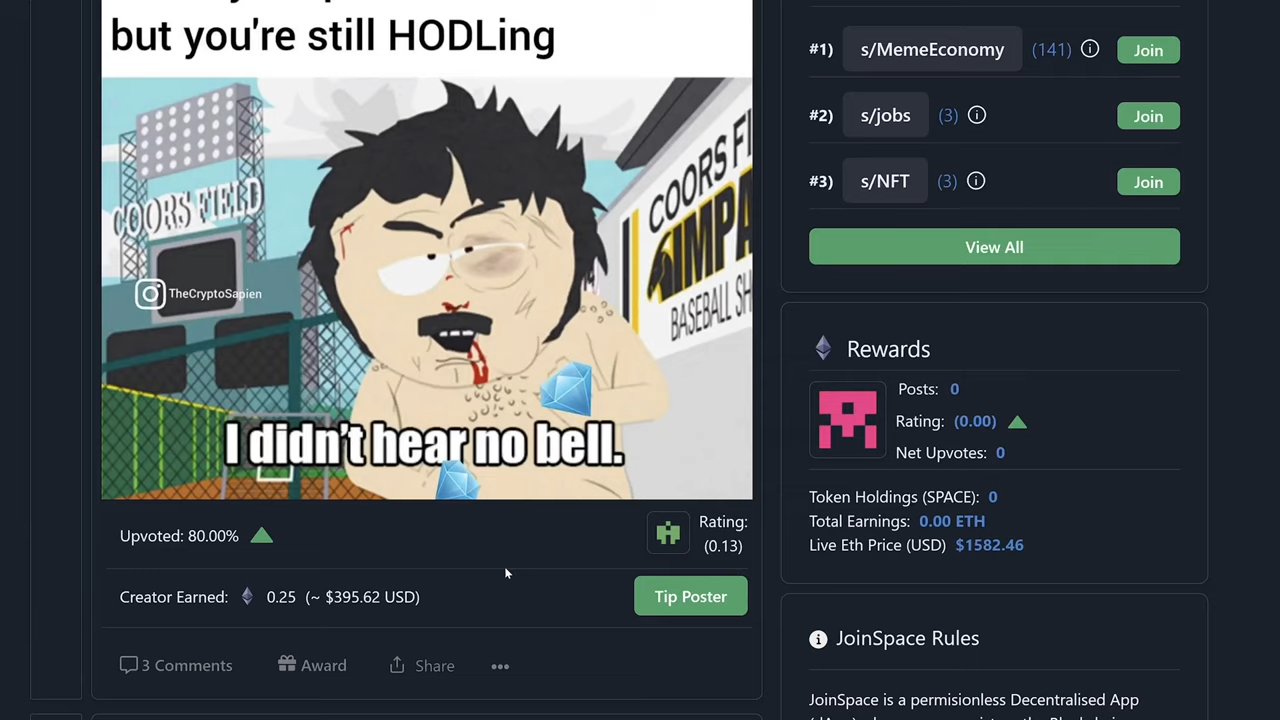 but you're still HODLing
COORS FIELD
COORS FI
IMPA
BASEBALL SH
TheCryptoSapien
I didn't hear no bell.
Upvoted: 80.00%
Rating:
(0.13)
Creator Earned: 0.25 (~ $395.62 USD)
Tip Poster
3 Comments
Award
Share
#1) s/MemeEconomy (141) Join
#2) s/jobs (3) Join
#3) s/NFT (3) Join
View All
Rewards
Posts: 0
Rating: (0.00)
Net Upvotes: 0
Token Holdings (SPACE): 0
Total Earnings: 0.00 ETH
Live Eth Price (USD) $1582.46
JoinSpace Rules
JoinSpace is a permisionless Decentralised App